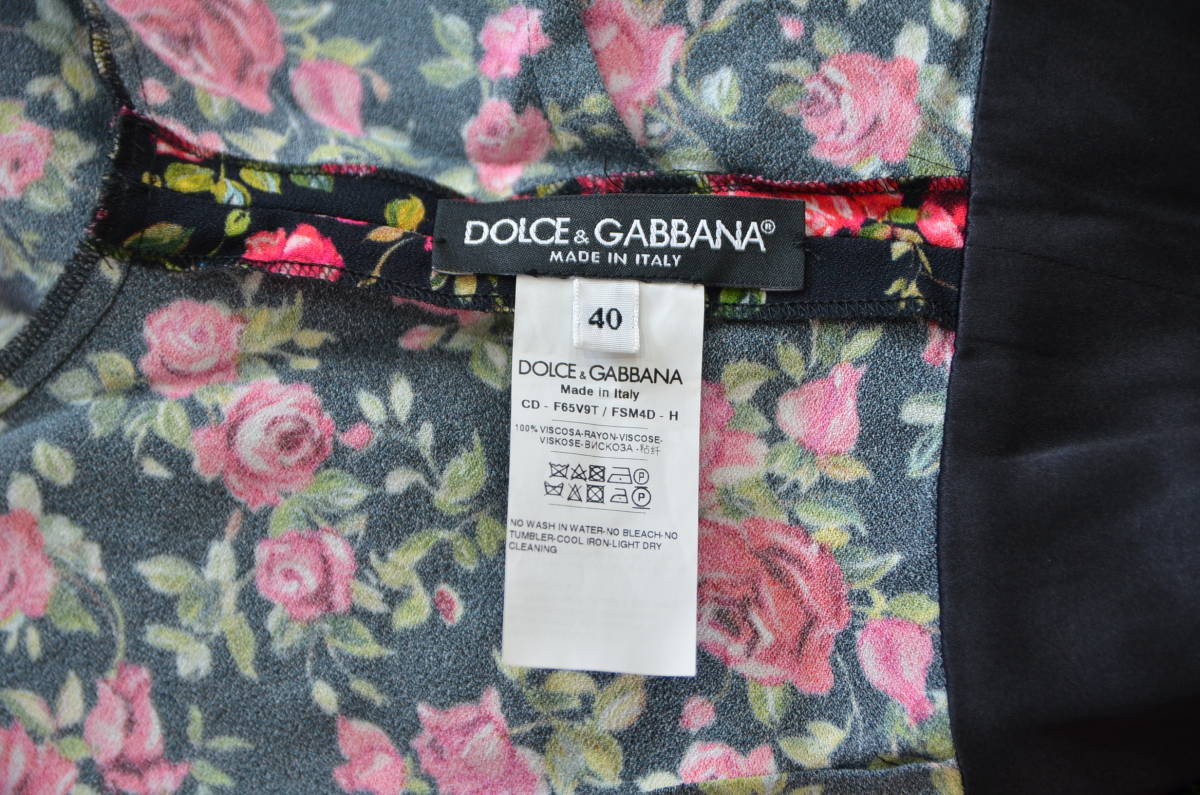 DOLCE & GABBANA®
MADE IN ITALY
40
DOLCE & GABBANA
Made in Italy
CD - F65V9T / FSM4D - H
100% VISCOSA-RAYON-VISCOSE-
VISKOSE-ВИСКОЗА-粘纤
P
P
NO WASH IN WATER-NO BLEACH-NO
TUMBLER-COOL IRON-LIGHT DRY
CLEANING